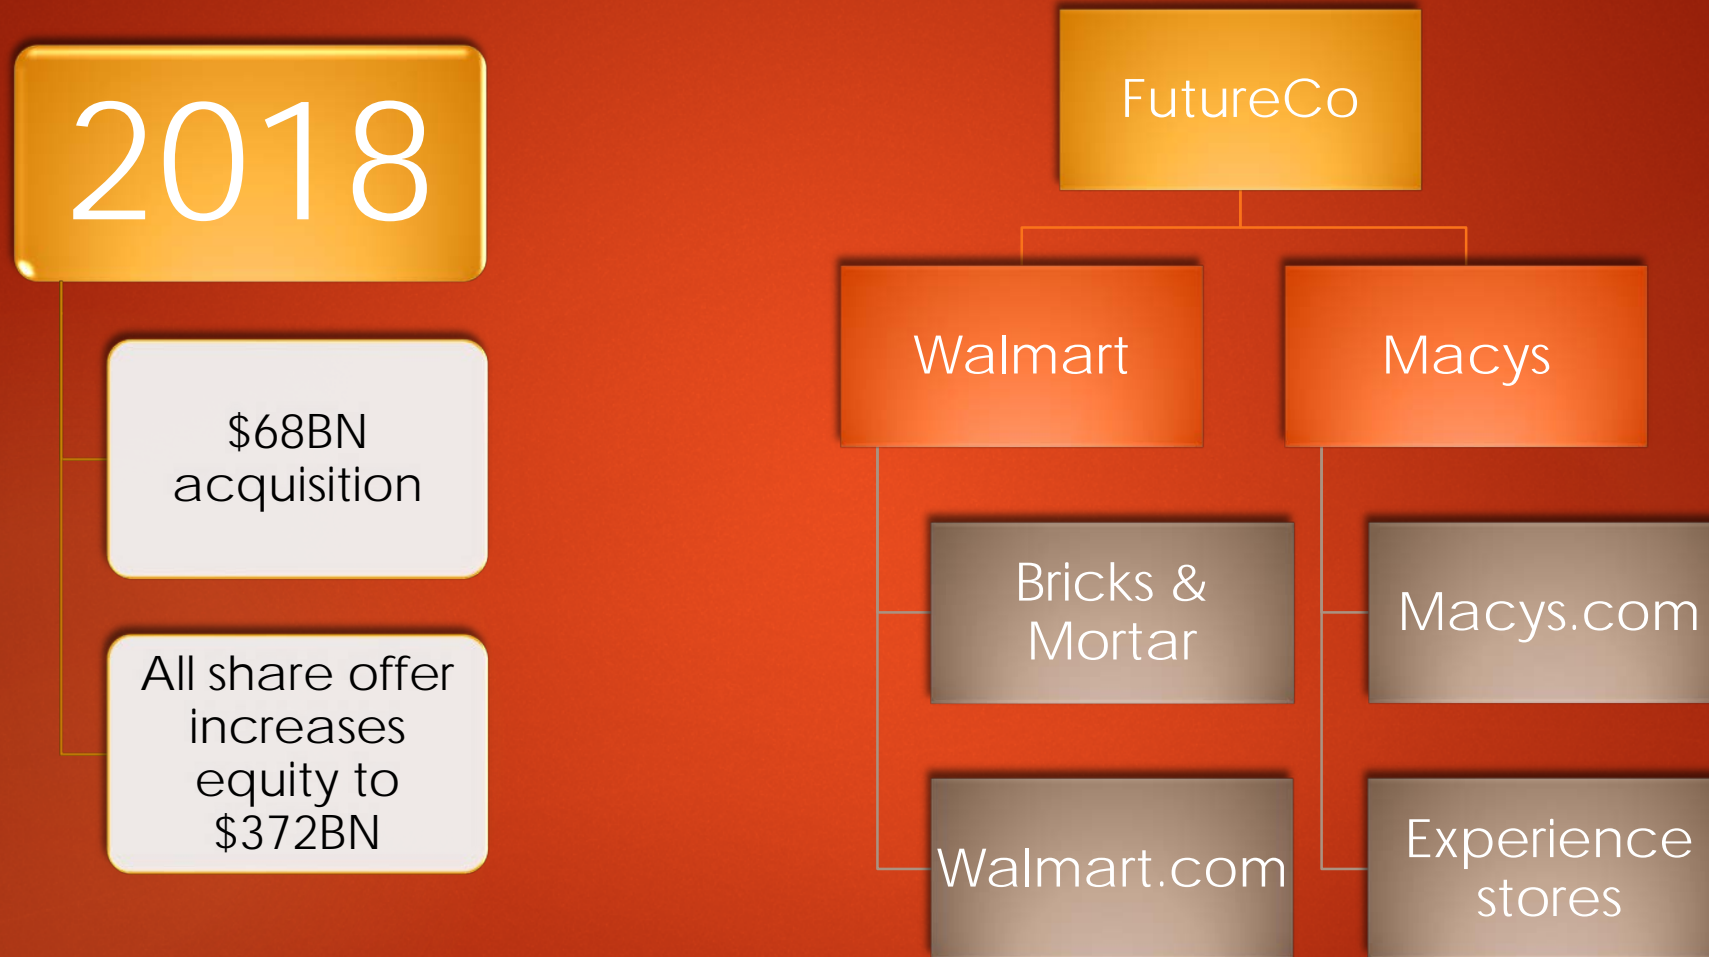 2018
$68BN
acquisition
All share offer
increases
equity to
$372BN
FutureCo
Walmart
Macys
Bricks &
Mortar
Walmart.com
Macys.com
Experience
stores